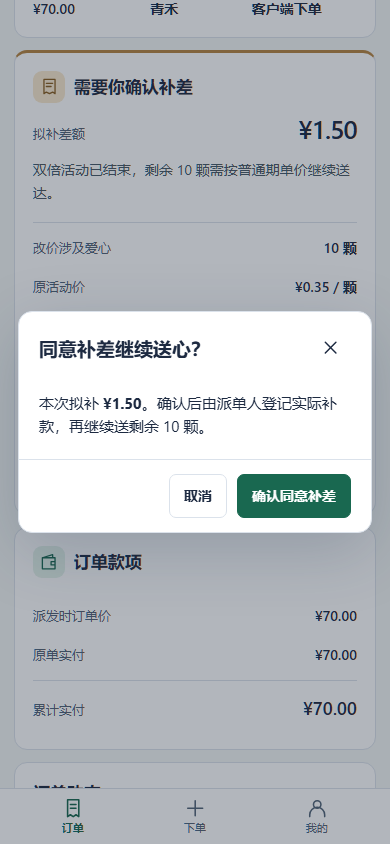 ¥70.00 青禾 客户端下单
需要你确认补差
拟补差额 ¥1.50
双倍活动已结束，剩余 10 颗需按普通期单价继续送
达。
改价涉及爱心 10 颗
原活动价 ¥0.35 / 颗
同意补差继续送心？
本次拟补 ¥1.50。确认后由派单人登记实际补
款，再继续送剩余 10 颗。
取消 确认同意补差
订单款项
派发时订单价 ¥70.00
原单实付 ¥70.00
累计实付 ¥70.00
订单 下单 我的